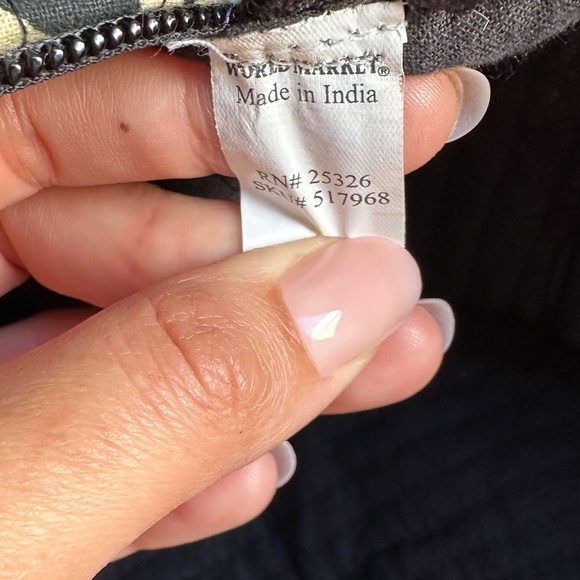 WORLD MARKET®
Made in India
RN# 25326
SKU# 517968